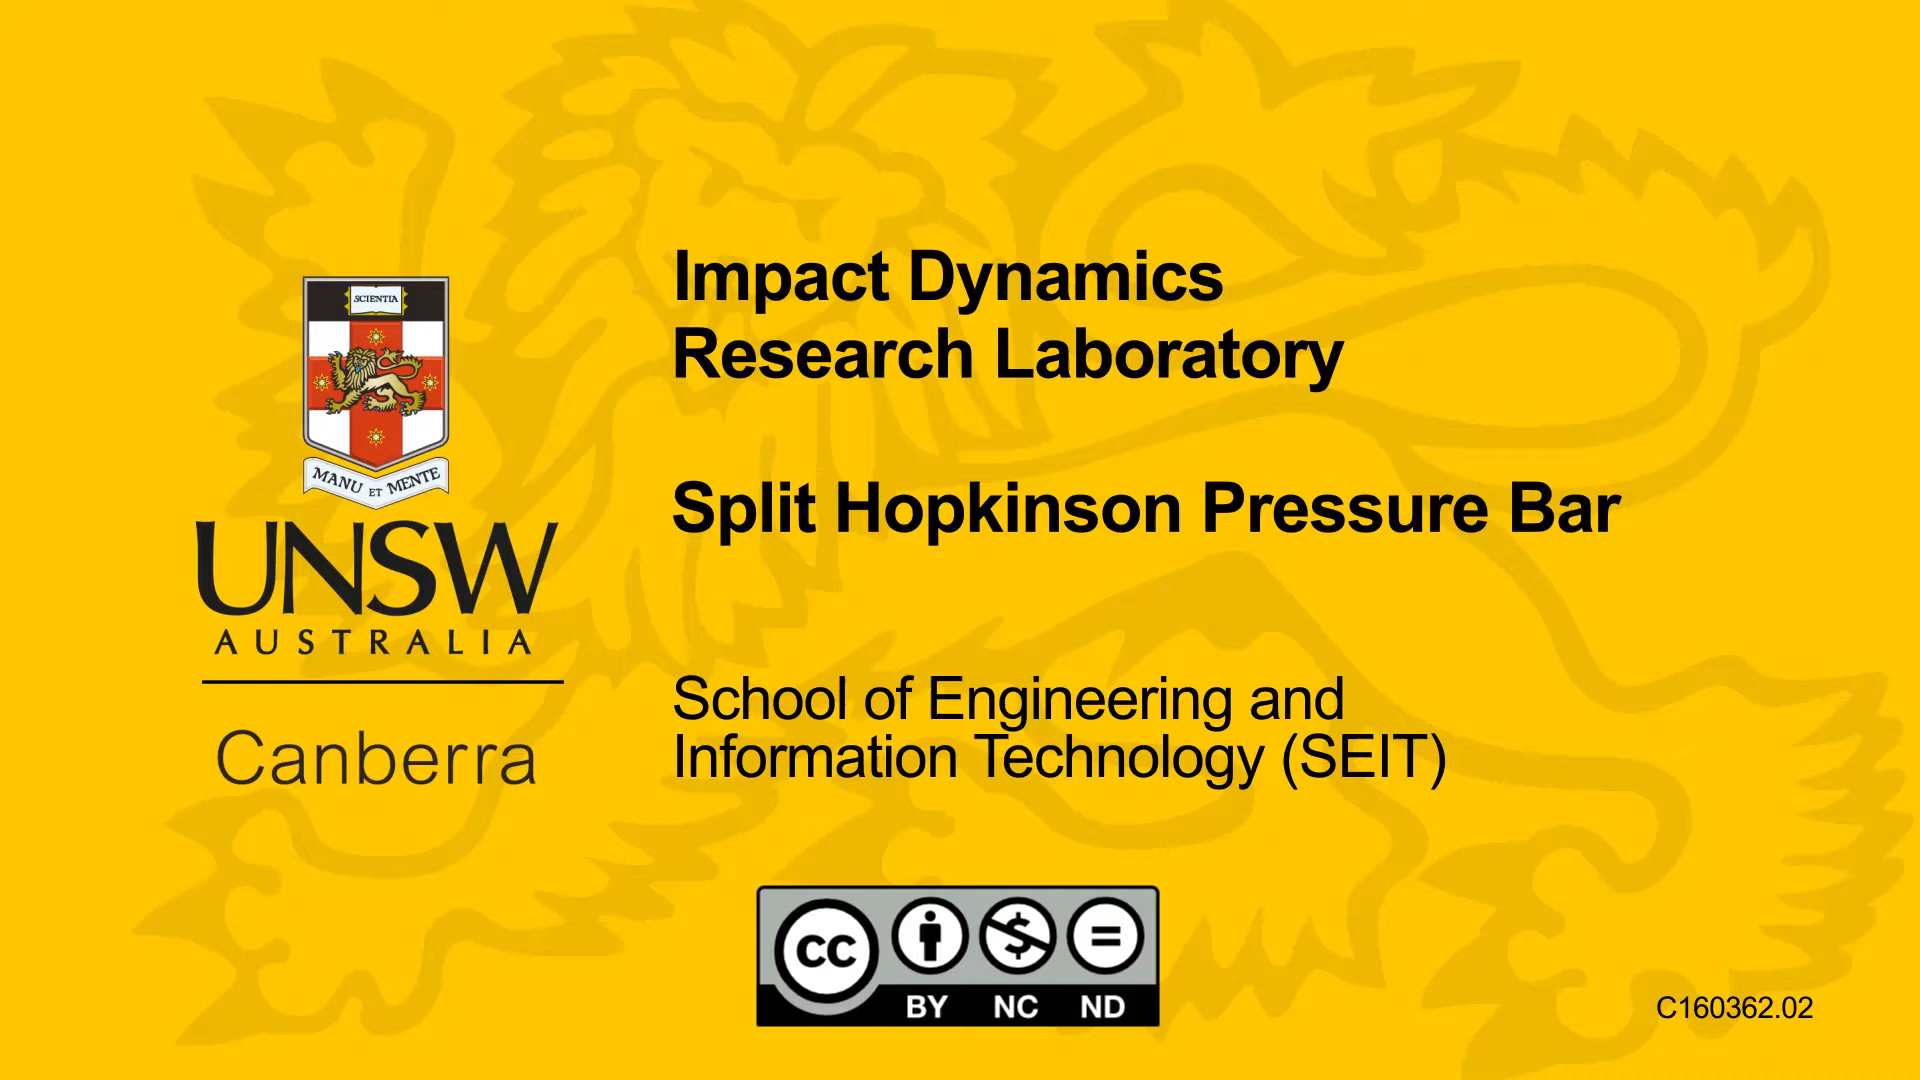 SCIENTIA
MANU ET MENTE
UNSW
AUSTRALIA
Canberra
Impact Dynamics
Research Laboratory
Split Hopkinson Pressure Bar
School of Engineering and
Information Technology (SEIT)
CC
BY NC ND
C160362.02